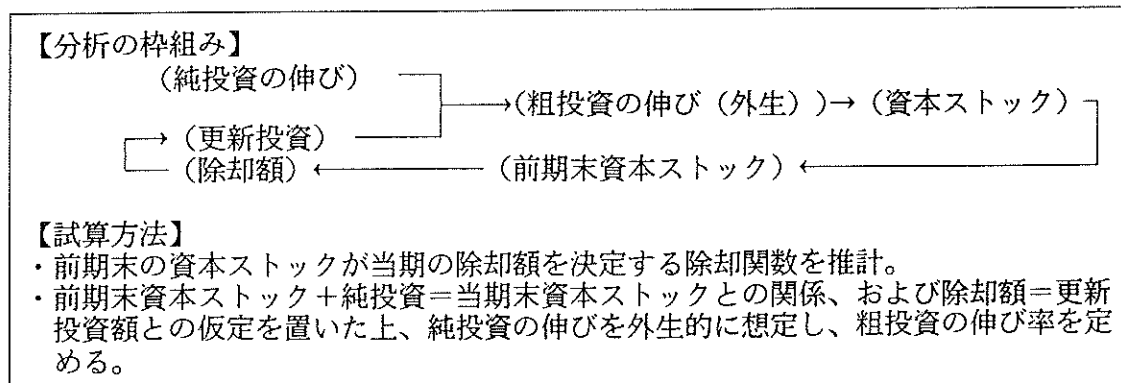 【分析の枠組み】
(純投資の伸び)
(粗投資の伸び(外生))→(資本ストック)
(更新投資)
(除却額)
(前期末資本ストック)
【試算方法】
・前期末の資本ストックが当期の除却額を決定する除却関数を推計。
・前期末資本ストック+純投資=当期末資本ストックとの関係、および除却額=更新
投資額との仮定を置いた上、純投資の伸びを外生的に想定し、粗投資の伸び率を定
める。